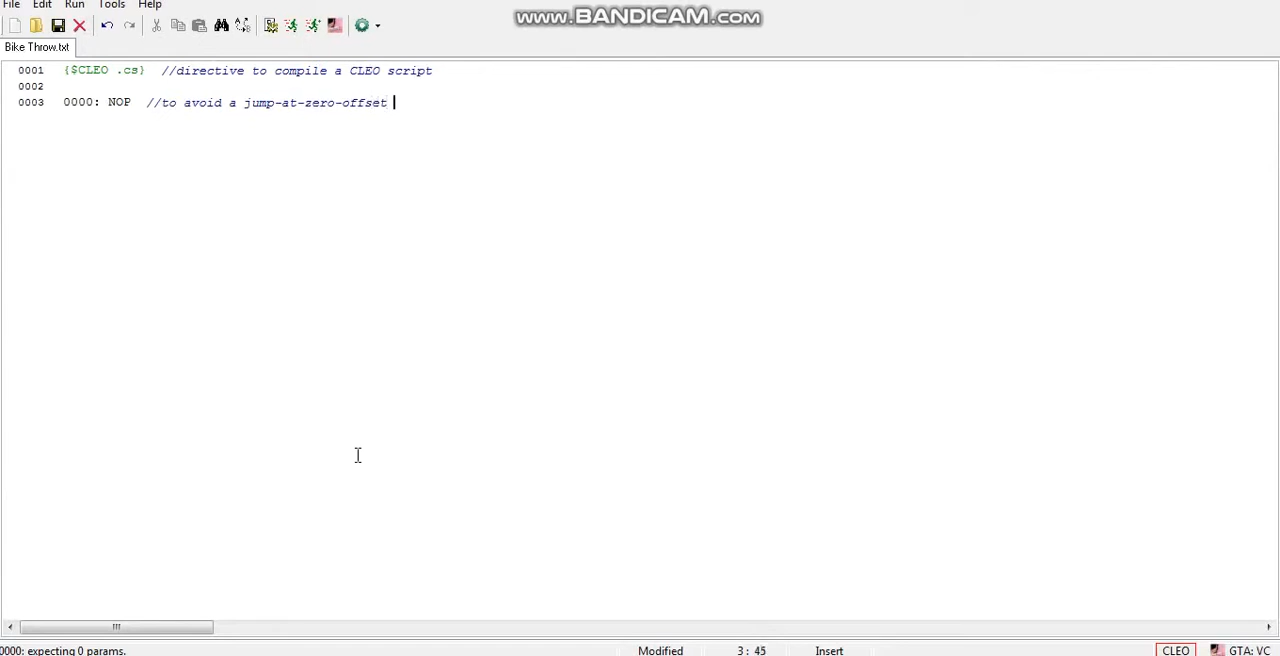 www.BANDICAM.com
File Edit Run Tools Help
Bike Throw.txt
0001 {$CLEO .cs} //directive to compile a CLEO script
0002
0003 0000: NOP //to avoid a jump-at-zero-offset
0000: expecting 0 params. Modified 3: 45 Insert CLEO GTA: VC